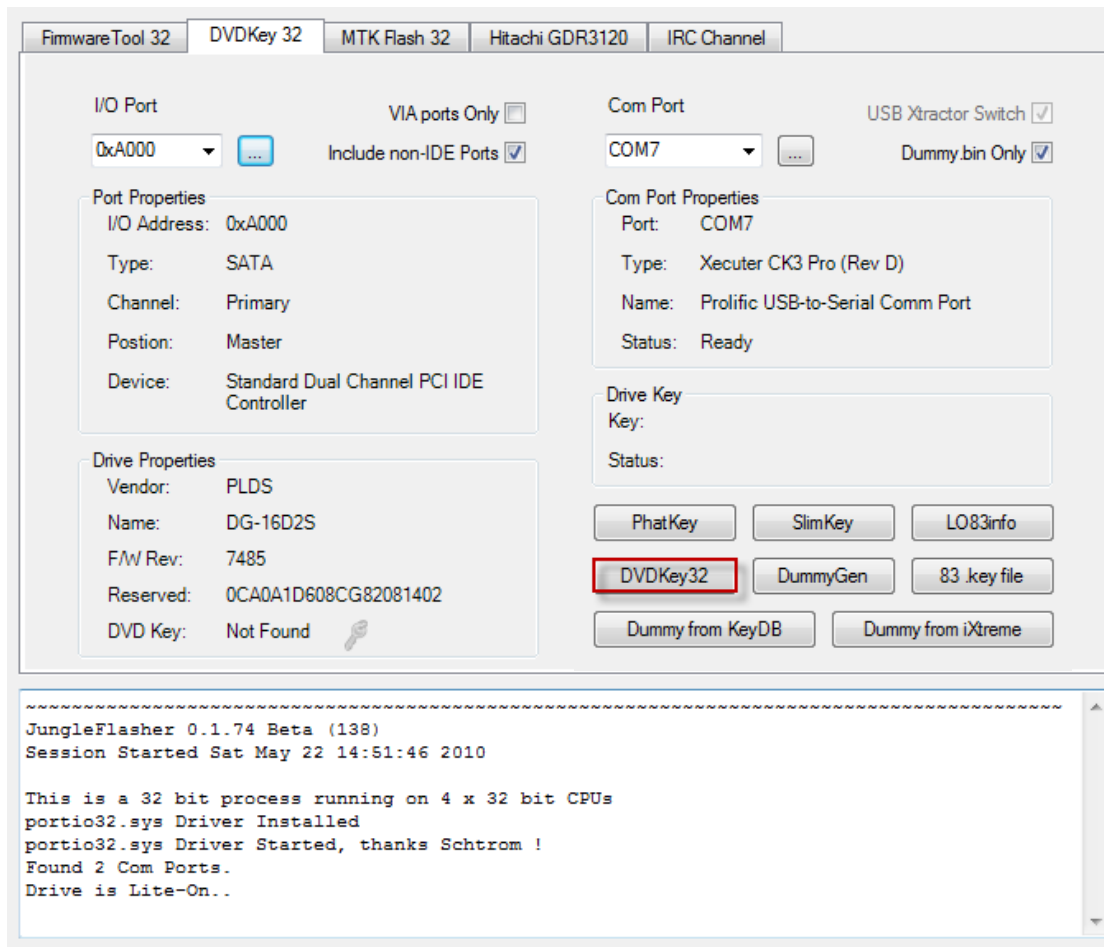 FirmwareTool 32 DVDKey 32 MTK Flash 32 Hitachi GDR3120 IRC Channel
I/O Port VIA ports Only
0xA000 ... Include non-IDE Ports
Port Properties
I/O Address: 0xA000
Type: SATA
Channel: Primary
Postion: Master
Device: Standard Dual Channel PCI IDE
Controller
Drive Properties
Vendor: PLDS
Name: DG-16D2S
F/W Rev: 7485
Reserved: 0CA0A1D608CG82081402
DVD Key: Not Found
Com Port USB Xtractor Switch
COM7 ... Dummy.bin Only
Com Port Properties
Port: COM7
Type: Xecuter CK3 Pro (Rev D)
Name: Prolific USB-to-Serial Comm Port
Status: Ready
Drive Key
Key:
Status:
PhatKey SlimKey LO83info
DVDKey32 DummyGen 83 .key file
Dummy from KeyDB Dummy from iXtreme
~~~~~~~~~~~~~~~~~~~~~~~~~~~~~~~~~~~~~~~~~~~~~~~~~~~~~~~~~~~~~~~~~~~~~~~~~~~~~~~~~~~~~~~~~~
JungleFlasher 0.1.74 Beta (138)
Session Started Sat May 22 14:51:46 2010
This is a 32 bit process running on 4 x 32 bit CPUs
portio32.sys Driver Installed
portio32.sys Driver Started, thanks Schtrom !
Found 2 Com Ports.
Drive is Lite-On..